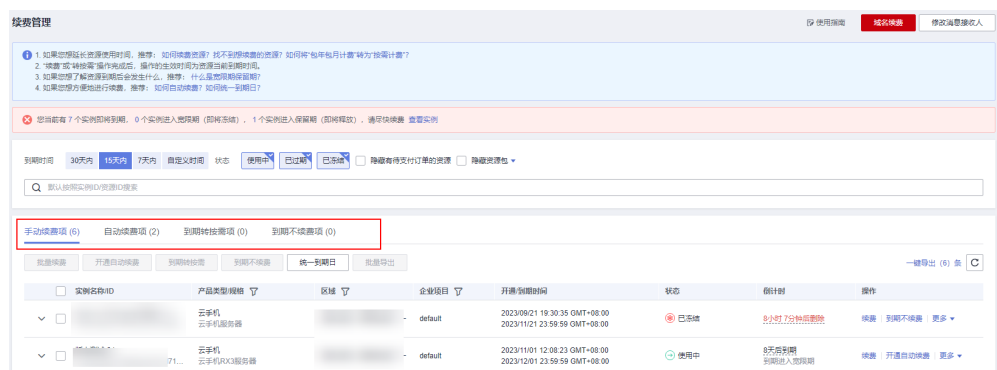 续费管理
使用指南 域名续费 修改消息接收人
1. 如果您想延长资源使用时间，推荐： 如何续费资源？找不到想续费的资源？如何将“包年包月计费”转为“按需计费”？
2. “续费”或“转按需”操作完成后，操作的生效时间为资源当前到期时间。
3. 如果您想了解资源到期后会发生什么，推荐： 什么是宽限期保留期？
4. 如果您想方便地进行续费，推荐： 如何自动续费？如何统一到期日？
您当前有 7 个实例即将到期， 0 个实例进入宽限期（即将冻结）， 1 个实例进入保留期（即将释放），请尽快续费 查看实例
到期时间 30天内 15天内 7天内 自定义时间 状态 使用中 已过期 已冻结 隐藏有待支付订单的资源 隐藏资源包
默认按照实例ID/资源ID搜索
手动续费项 (6) 自动续费项 (2) 到期转按需项 (0) 到期不续费项 (0)
批量续费 开通自动续费 到期转按需 到期不续费 统一到期日 批量导出 一键导出 (6) 条
实例名称/ID 产品类型/规格 区域 企业项目 开通/到期时间 状态 倒计时 操作
云手机 2023/09/21 19:30:35 GMT+08:00
云手机服务器 - default 2023/11/21 23:59:59 GMT+08:00 已冻结 8小时 7分钟后删除 续费 到期不续费 更多
云手机 2023/11/01 12:08:23 GMT+08:00 8天后到期
71... 云手机RX3服务器 - default 2023/12/01 23:59:59 GMT+08:00 使用中 到期进入宽限期 续费 开通自动续费 更多